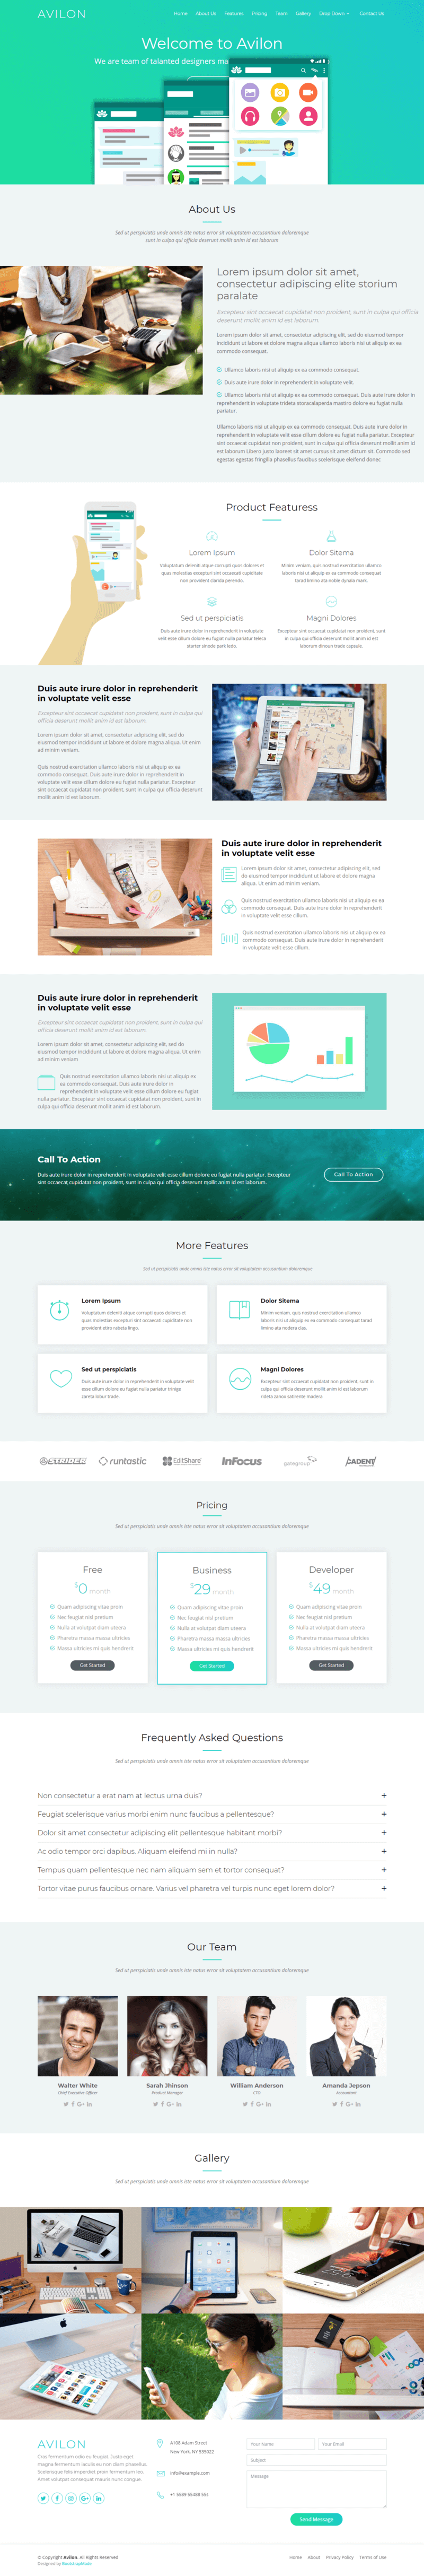 AVILON
Home About Us Features Pricing Team Gallery Drop Down Contact Us
Welcome to Avilon
We are team of talanted designers ma
About Us
Sed ut perspiciatis unde omnis iste natus error sit voluptatem accusantium doloremque
sunt in culpa qui officia deserunt mollit anim id est laborum
Lorem ipsum dolor sit amet,
consectetur adipiscing elite storium
paralate
Excepteur sint occaecat cupidatat non proident, sunt in culpa qui officia
deserunt mollit anim id est laborum.
Lorem ipsum dolor sit amet, consectetur adipiscing elit, sed do eiusmod tempor
incididunt ut labore et dolore magna aliqua ullamco laboris nisi ut aliquip ex ea
commodo consequat.
Ullamco laboris nisi ut aliquip ex ea commodo consequat.
Duis aute irure dolor in reprehenderit in voluptate velit.
Ullamco laboris nisi ut aliquip ex ea commodo consequat. Duis aute irure dolor in
reprehenderit in voluptate trideta storacalaperda mastiro dolore eu fugiat nulla
pariatur.
Ullamco laboris nisi ut aliquip ex ea commodo consequat. Duis aute irure dolor in
reprehenderit in voluptate velit esse cillum dolore eu fugiat nulla pariatur. Excepteur
sint occaecat cupidatat non proident, sunt in culpa qui officia deserunt mollit anim id
est laborum Libero justo laoreet sit amet cursus sit amet dictum sit. Commodo sed
egestas egestas fringilla phasellus faucibus scelerisque eleifend donec
Product Featuress
Lorem Ipsum
Voluptatum deleniti atque corrupti quos dolores et
quas molestias excepturi sint occaecati cupiditate
non provident clarida perendo.
Dolor Sitema
Minim veniam, quis nostrud exercitation ullamco
laboris nisi ut aliquip ex ea commodo consequat
tarad limino ata noble dynala mark.
Sed ut perspiciatis
Duis aute irure dolor in reprehenderit in voluptate
velit esse cillum dolore eu fugiat nulla pariatur teleca
starter sinode park ledo.
Magni Dolores
Excepteur sint occaecat cupidatat non proident, sunt
in culpa qui officia deserunt mollit anim id est
laborum dinoun trade capsule.
Duis aute irure dolor in reprehenderit
in voluptate velit esse
Excepteur sint occaecat cupidatat non proident, sunt in culpa qui
officia deserunt mollit anim id est laborum.
Lorem ipsum dolor sit amet, consectetur adipiscing elit, sed do
eiusmod tempor incididunt ut labore et dolore magna aliqua. Ut enim
ad minim veniam.
Quis nostrud exercitation ullamco laboris nisi ut aliquip ex ea
commodo consequat. Duis aute irure dolor in reprehenderit in
voluptate velit esse cillum dolore eu fugiat nulla pariatur. Excepteur
sint occaecat cupidatat non proident, sunt in culpa qui officia deserunt
mollit anim id est laborum.
Duis aute irure dolor in reprehenderit
in voluptate velit esse
Lorem ipsum dolor sit amet, consectetur adipiscing elit, sed
do eiusmod tempor incididunt ut labore et dolore magna
aliqua. Ut enim ad minim veniam.
Quis nostrud exercitation ullamco laboris nisi ut aliquip ex ea
commodo consequat. Duis aute irure dolor in reprehenderit
in voluptate velit esse cillum.
Quis nostrud exercitation ullamco laboris nisi ut aliquip ex ea
commodo consequat. Duis aute irure dolor in reprehenderit
in voluptate velit esse cillum.
Duis aute irure dolor in reprehenderit
in voluptate velit esse
Excepteur sint occaecat cupidatat non proident, sunt in culpa qui
officia deserunt mollit anim id est laborum.
Lorem ipsum dolor sit amet, consectetur adipiscing elit, sed do
eiusmod tempor incididunt ut labore et dolore magna aliqua. Ut enim
ad minim veniam
Quis nostrud exercitation ullamco laboris nisi ut aliquip ex
ea commodo consequat. Duis aute irure dolor in
reprehenderit in voluptate velit esse cillum dolore eu fugiat nulla
pariatur. Excepteur sint occaecat cupidatat non proident, sunt in culpa
qui officia deserunt mollit anim id est laborum.
Call To Action
Duis aute irure dolor in reprehenderit in voluptate velit esse cillum dolore eu fugiat nulla pariatur. Excepteur
sint occaecat cupidatat non proident, sunt in culpa qui officia deserunt mollit anim id est laborum.
Call To Action
More Features
Sed ut perspiciatis unde omnis iste natus error sit voluptatem accusantium doloremque
Lorem Ipsum
Voluptatum deleniti atque corrupti quos dolores et
quas molestias excepturi sint occaecati cupiditate non
provident etiro rabeta lingo.
Dolor Sitema
Minim veniam, quis nostrud exercitation ullamco
laboris nisi ut aliquip ex ea commodo consequat tarad
limino ata nodera clas.
Sed ut perspiciatis
Duis aute irure dolor in reprehenderit in voluptate velit
esse cillum dolore eu fugiat nulla pariatur trinige
zareta lobur trade.
Magni Dolores
Excepteur sint occaecat cupidatat non proident, sunt in
culpa qui officia deserunt mollit anim id est laborum
rideta zanox satirente madera
STRIDER runtastic EditShare InFocus gategroup CADENT
Pricing
Sed ut perspiciatis unde omnis iste natus error sit voluptatem accusantium doloremque
Free
$0 month
Quam adipiscing vitae proin
Nec feugiat nisl pretium
Nulla at volutpat diam uteera
Pharetra massa massa ultricies
Massa ultricies mi quis hendrerit
Get Started
Business
$29 month
Quam adipiscing vitae proin
Nec feugiat nisl pretium
Nulla at volutpat diam uteera
Pharetra massa massa ultricies
Massa ultricies mi quis hendrerit
Get Started
Developer
$49 month
Quam adipiscing vitae proin
Nec feugiat nisl pretium
Nulla at volutpat diam uteera
Pharetra massa massa ultricies
Massa ultricies mi quis hendrerit
Get Started
Frequently Asked Questions
Sed ut perspiciatis unde omnis iste natus error sit voluptatem accusantium doloremque
Non consectetur a erat nam at lectus urna duis?
Feugiat scelerisque varius morbi enim nunc faucibus a pellentesque?
Dolor sit amet consectetur adipiscing elit pellentesque habitant morbi?
Ac odio tempor orci dapibus. Aliquam eleifend mi in nulla?
Tempus quam pellentesque nec nam aliquam sem et tortor consequat?
Tortor vitae purus faucibus ornare. Varius vel pharetra vel turpis nunc eget lorem dolor?
Our Team
Sed ut perspiciatis unde omnis iste natus error sit voluptatem accusantium doloremque
Walter White
Chief Executive Officer
Sarah Jhinson
Product Manager
William Anderson
CTO
Amanda Jepson
Accountant
Gallery
Sed ut perspiciatis unde omnis iste natus error sit voluptatem accusantium doloremque
AVILON
Cras fermentum odio eu feugiat. Justo eget
magna fermentum iaculis eu non diam phasellus.
Scelerisque felis imperdiet proin fermentum leo.
Amet volutpat consequat mauris nunc congue.
A108 Adam Street
New York, NY 535022
info@example.com
+1 5589 55488 55s
Your Name
Your Email
Subject
Message
Send Message
© Copyright Avilon. All Rights Reserved
Designed by BootstrapMade
Home About Privacy Policy Terms of Use